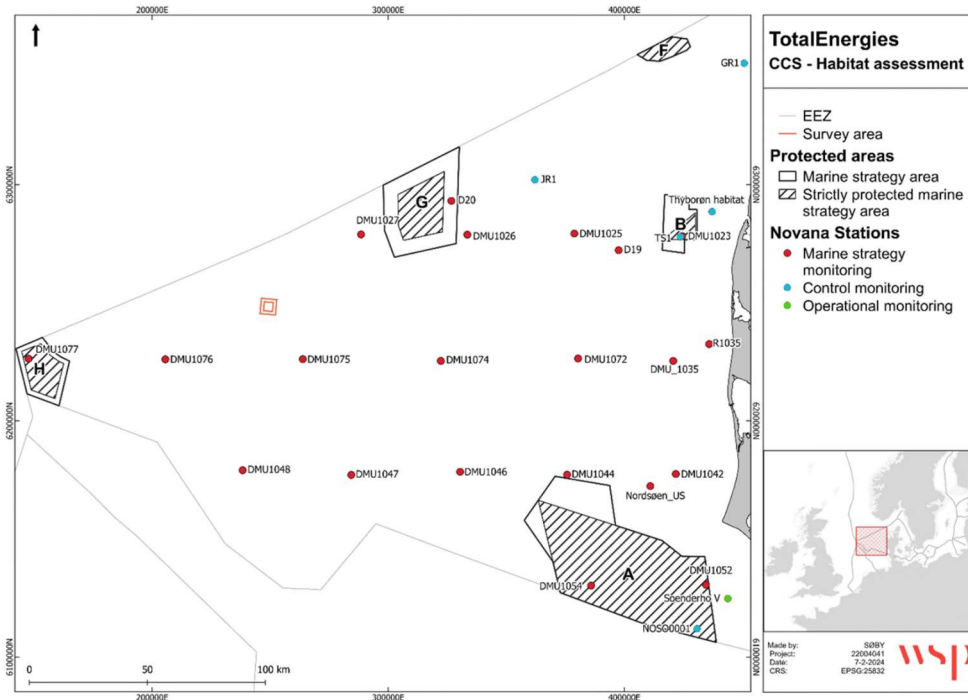 200000E
300000E
400000E
TotalEnergies
CCS - Habitat assessment
F
GR1
EEZ
Survey area
Protected areas
Marine strategy area
Strictly protected marine
strategy area
Novana Stations
Marine strategy
monitoring
Control monitoring
Operational monitoring
6300000N
6300000N
JR1
G
D20
Thyborøn habitat
DMU1027
DMU1026
DMU1025
B
TS1
DMU1023
D19
R1035
DMU1077
H
DMU1076
DMU1075
DMU1074
DMU1072
DMU_1035
6200000N
6200000N
DMU1048
DMU1047
DMU1046
DMU1044
DMU1042
Nordsøen_US
A
DMU1052
DMU1054
Soenderho V
NOSO0001
6100000N
6100000N
0
50
100 km
200000E
300000E
400000E
Made by: SØBY
Project: 22004041
Date: 7-2-2024
CRS: EPSG:25832
wsp